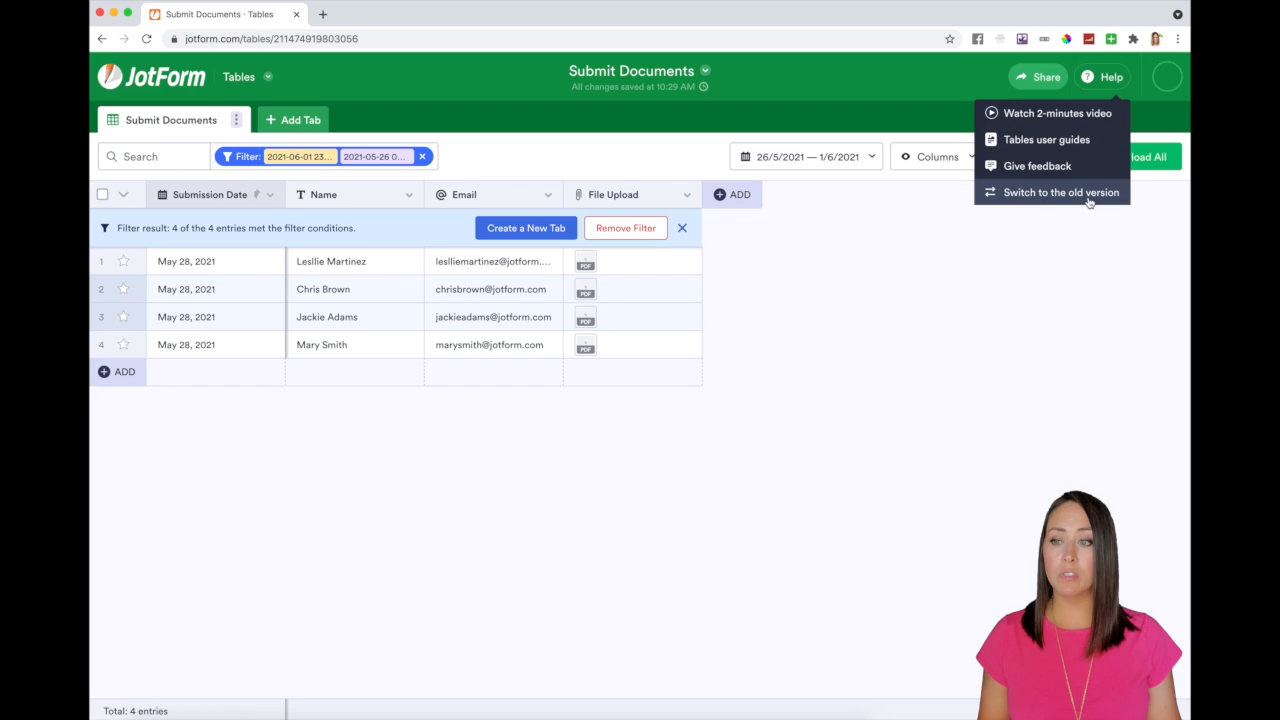 Submit Documents · Tables
jotform.com/tables/211474919803056
JotForm
Tables
Submit Documents
All changes saved at 10:29 AM
Share
Help
Submit Documents
Add Tab
Watch 2-minutes video
Tables user guides
Give feedback
Switch to the old version
Search
Filter: 2021-06-01 23... 2021-05-26 0...
26/5/2021 — 1/6/2021
Columns
load All
Submission Date
Name
Email
File Upload
ADD
Filter result: 4 of the 4 entries met the filter conditions.
Create a New Tab
Remove Filter
1 May 28, 2021 Lesllie Martinez leslliemartinez@jotform.... PDF
2 May 28, 2021 Chris Brown chrisbrown@jotform.com PDF
3 May 28, 2021 Jackie Adams jackieadams@jotform.com PDF
4 May 28, 2021 Mary Smith marysmith@jotform.com PDF
ADD
Total: 4 entries